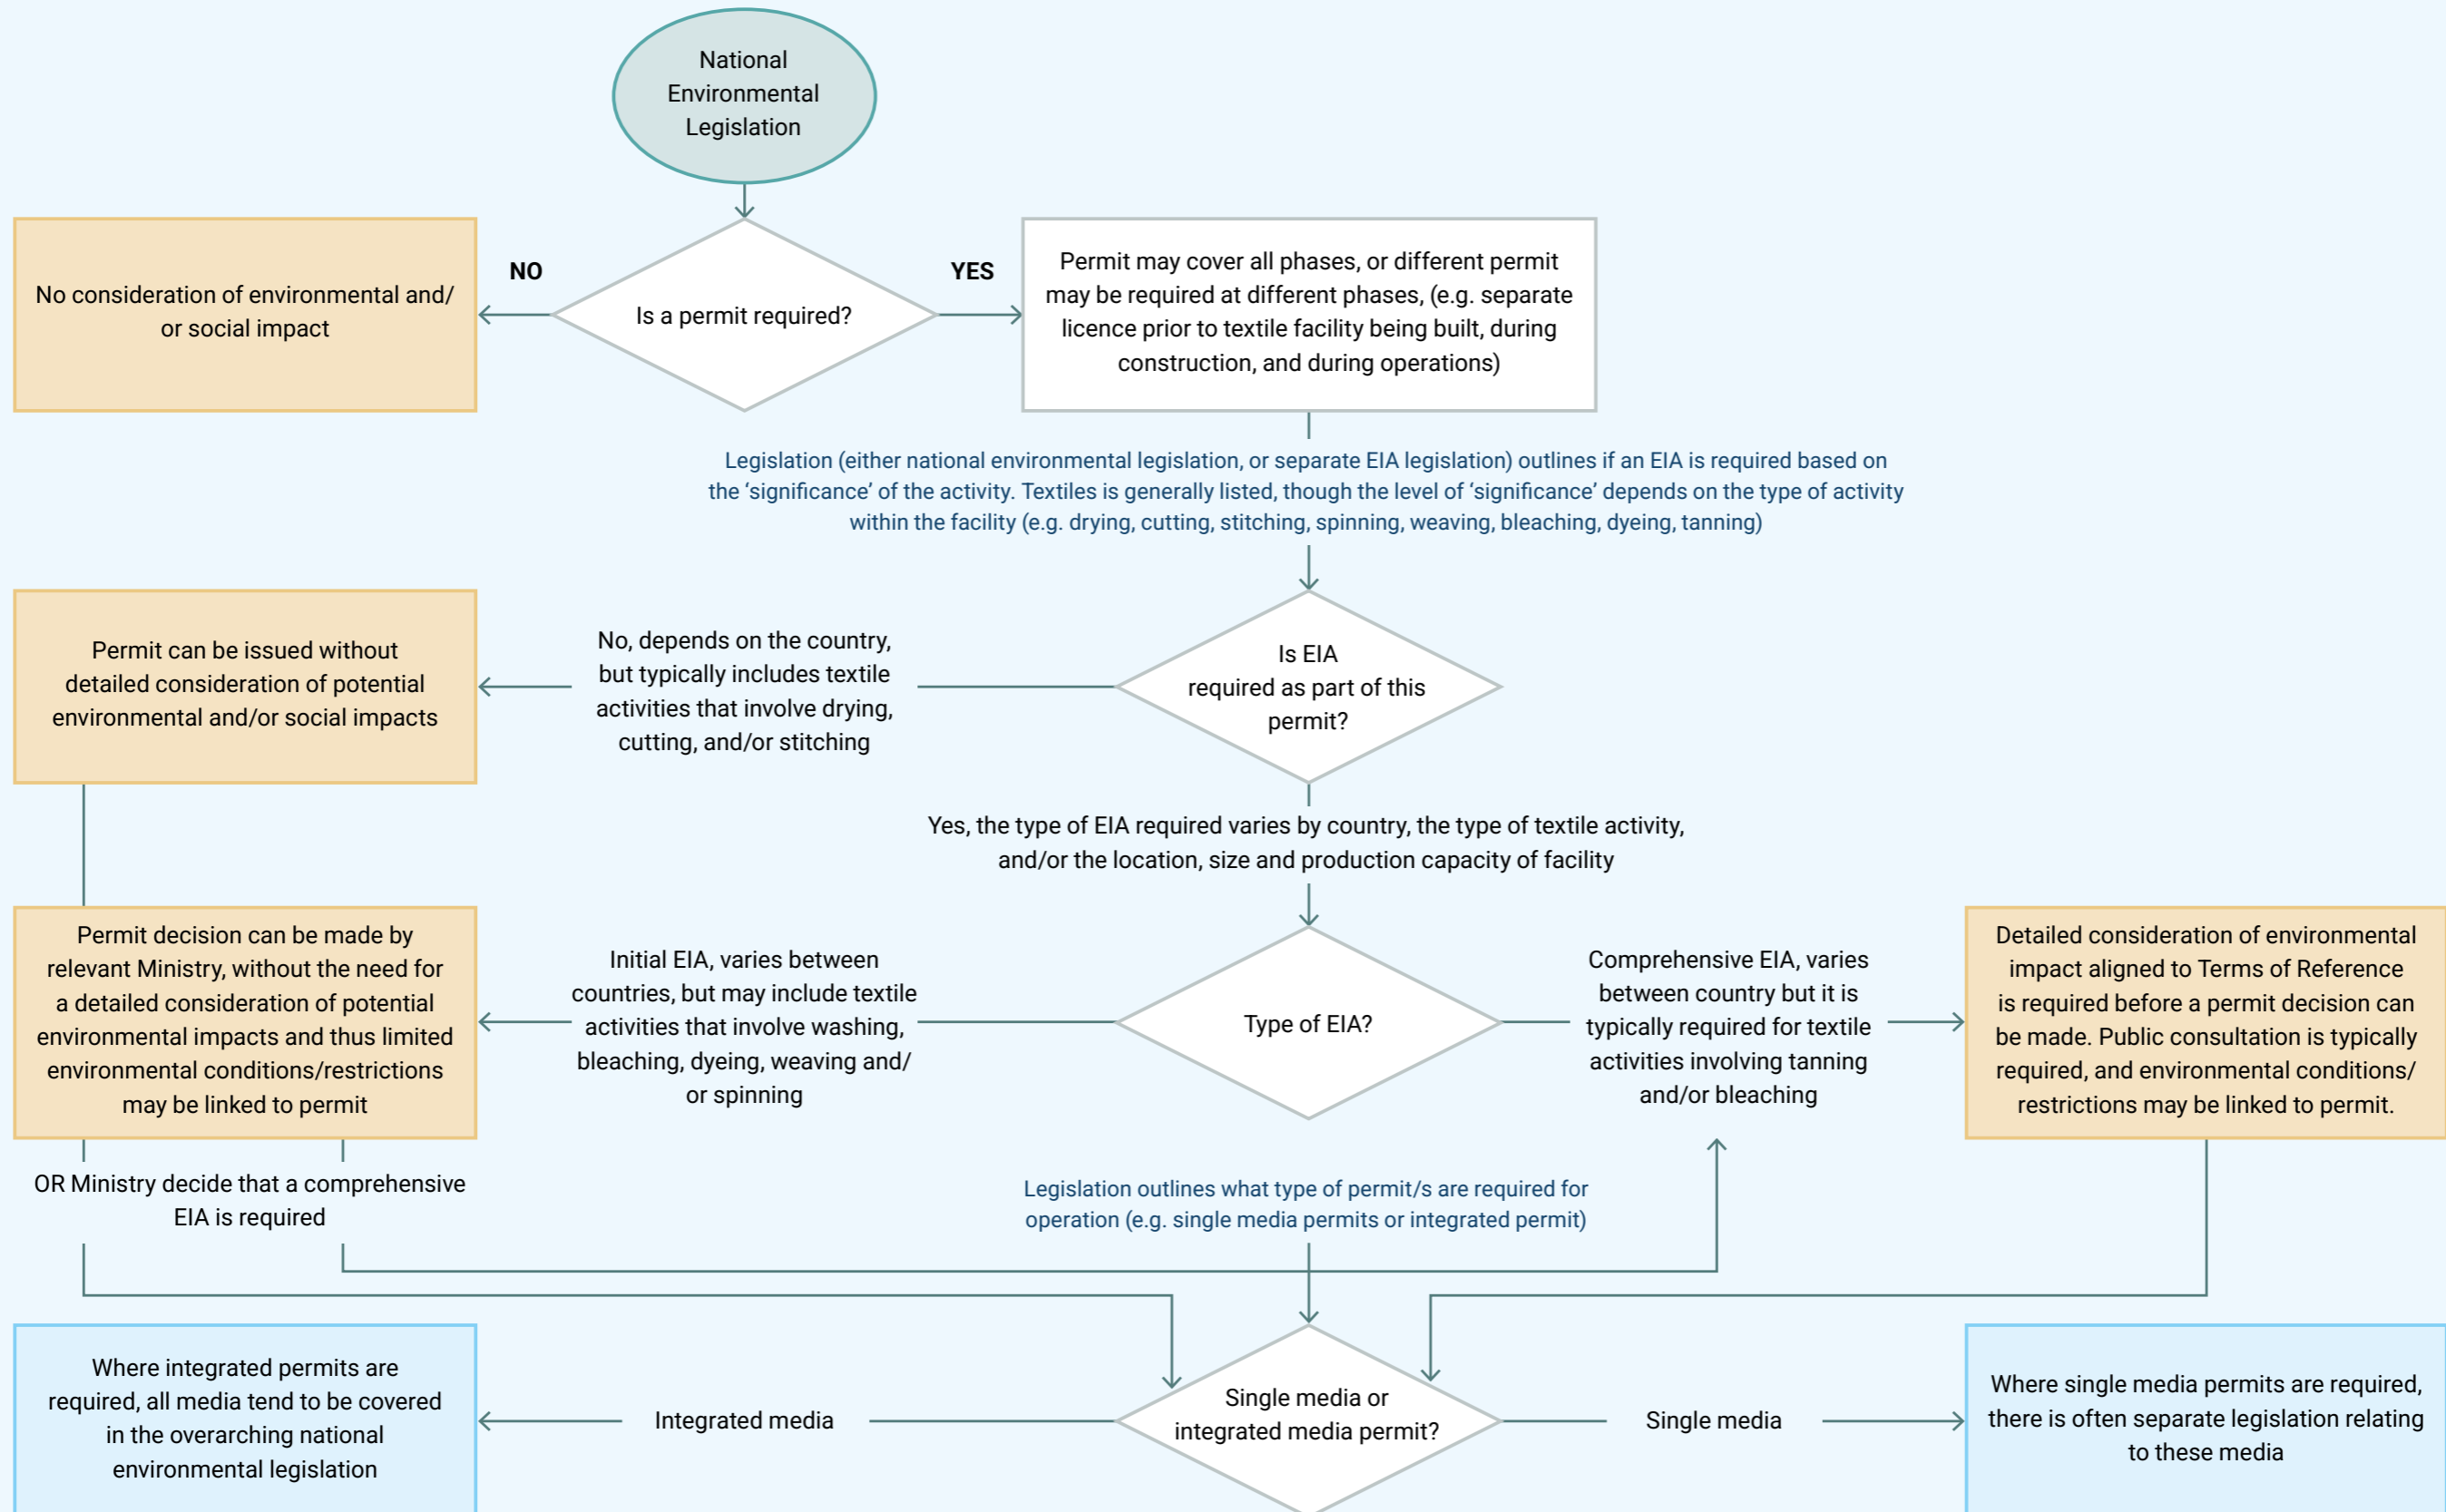 National
Environmental
Legislation
No consideration of environmental and/
or social impact
NO
Is a permit required?
YES
Permit may cover all phases, or different permit
may be required at different phases, (e.g. separate
licence prior to textile facility being built, during
construction, and during operations)
Legislation (either national environmental legislation, or separate EIA legislation) outlines if an EIA is required based on
the ‘significance’ of the activity. Textiles is generally listed, though the level of ‘significance’ depends on the type of activity
within the facility (e.g. drying, cutting, stitching, spinning, weaving, bleaching, dyeing, tanning)
Permit can be issued without
detailed consideration of potential
environmental and/or social impacts
No, depends on the country,
but typically includes textile
activities that involve drying,
cutting, and/or stitching
Is EIA
required as part of this
permit?
Yes, the type of EIA required varies by country, the type of textile activity,
and/or the location, size and production capacity of facility
Permit decision can be made by
relevant Ministry, without the need for
a detailed consideration of potential
environmental impacts and thus limited
environmental conditions/restrictions
may be linked to permit
Initial EIA, varies between
countries, but may include textile
activities that involve washing,
bleaching, dyeing, weaving and/
or spinning
Type of EIA?
Comprehensive EIA, varies
between country but it is
typically required for textile
activities involving tanning
and/or bleaching
Detailed consideration of environmental
impact aligned to Terms of Reference
is required before a permit decision can
be made. Public consultation is typically
required, and environmental conditions/
restrictions may be linked to permit.
OR Ministry decide that a comprehensive
EIA is required
Legislation outlines what type of permit/s are required for
operation (e.g. single media permits or integrated permit)
Where integrated permits are
required, all media tend to be covered
in the overarching national
environmental legislation
Integrated media
Single media or
integrated media permit?
Single media
Where single media permits are required,
there is often separate legislation relating
to these media